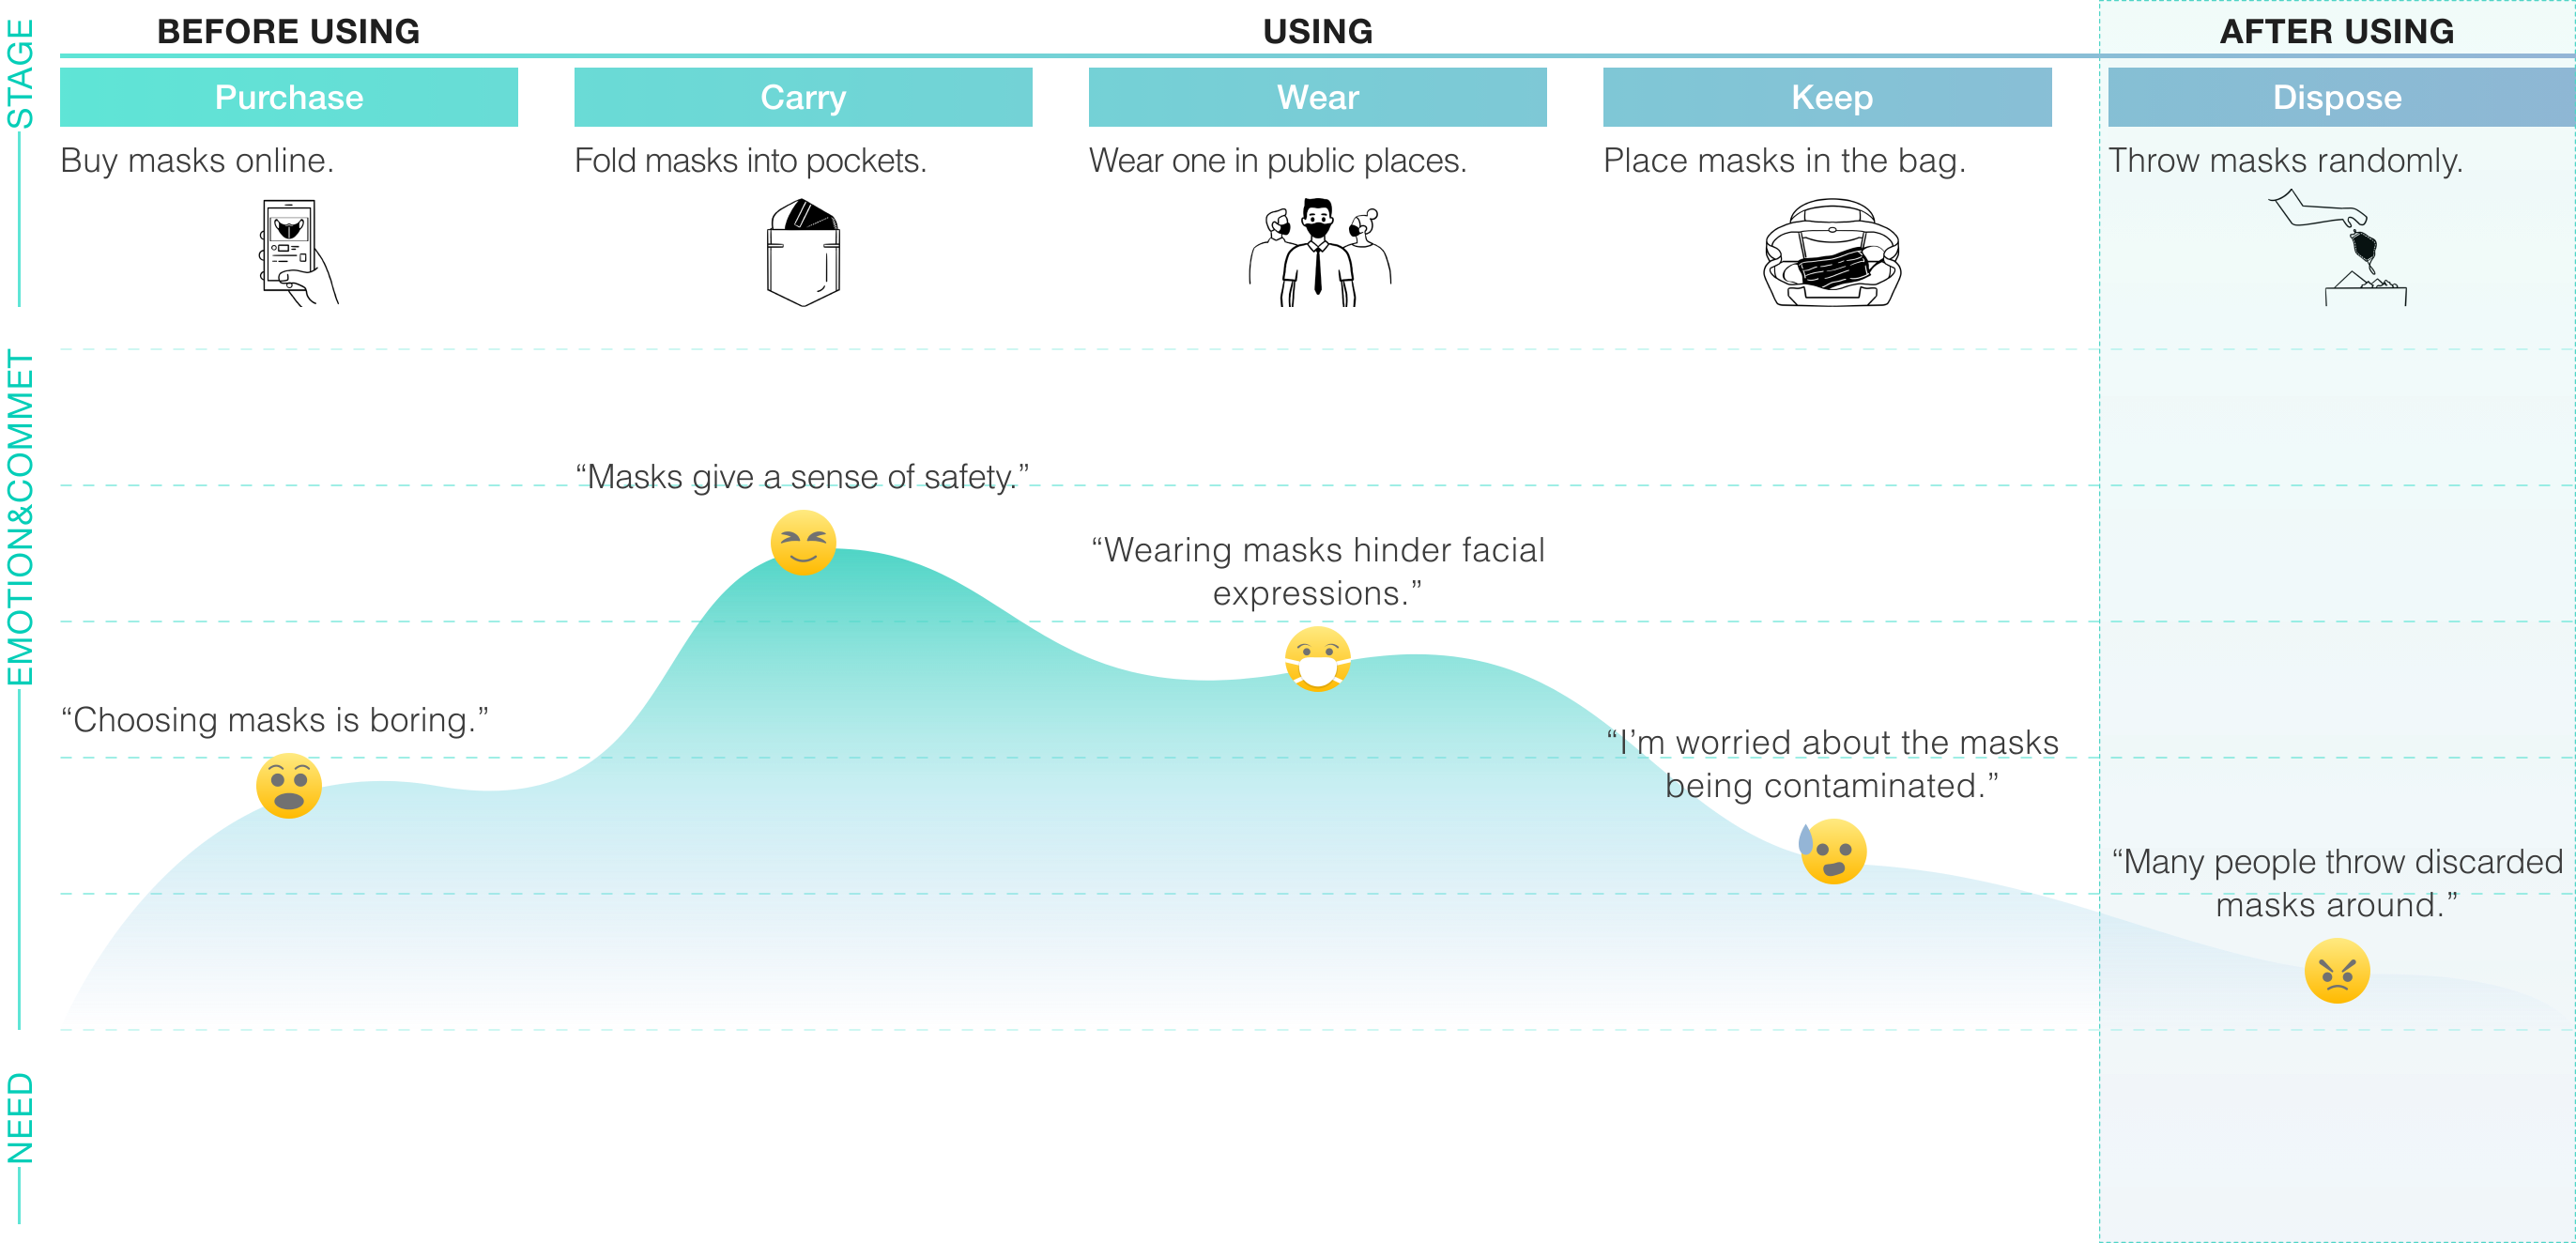 STAGE
BEFORE USING
USING
AFTER USING
Purchase
Carry
Wear
Keep
Dispose
Buy masks online.
Fold masks into pockets.
Wear one in public places.
Place masks in the bag.
Throw masks randomly.
EMOTION&COMMET
“Choosing masks is boring.”
“Masks give a sense of safety.”
“Wearing masks hinder facial
expressions.”
“I’m worried about the masks
being contaminated.”
“Many people throw discarded
masks around.”
NEED